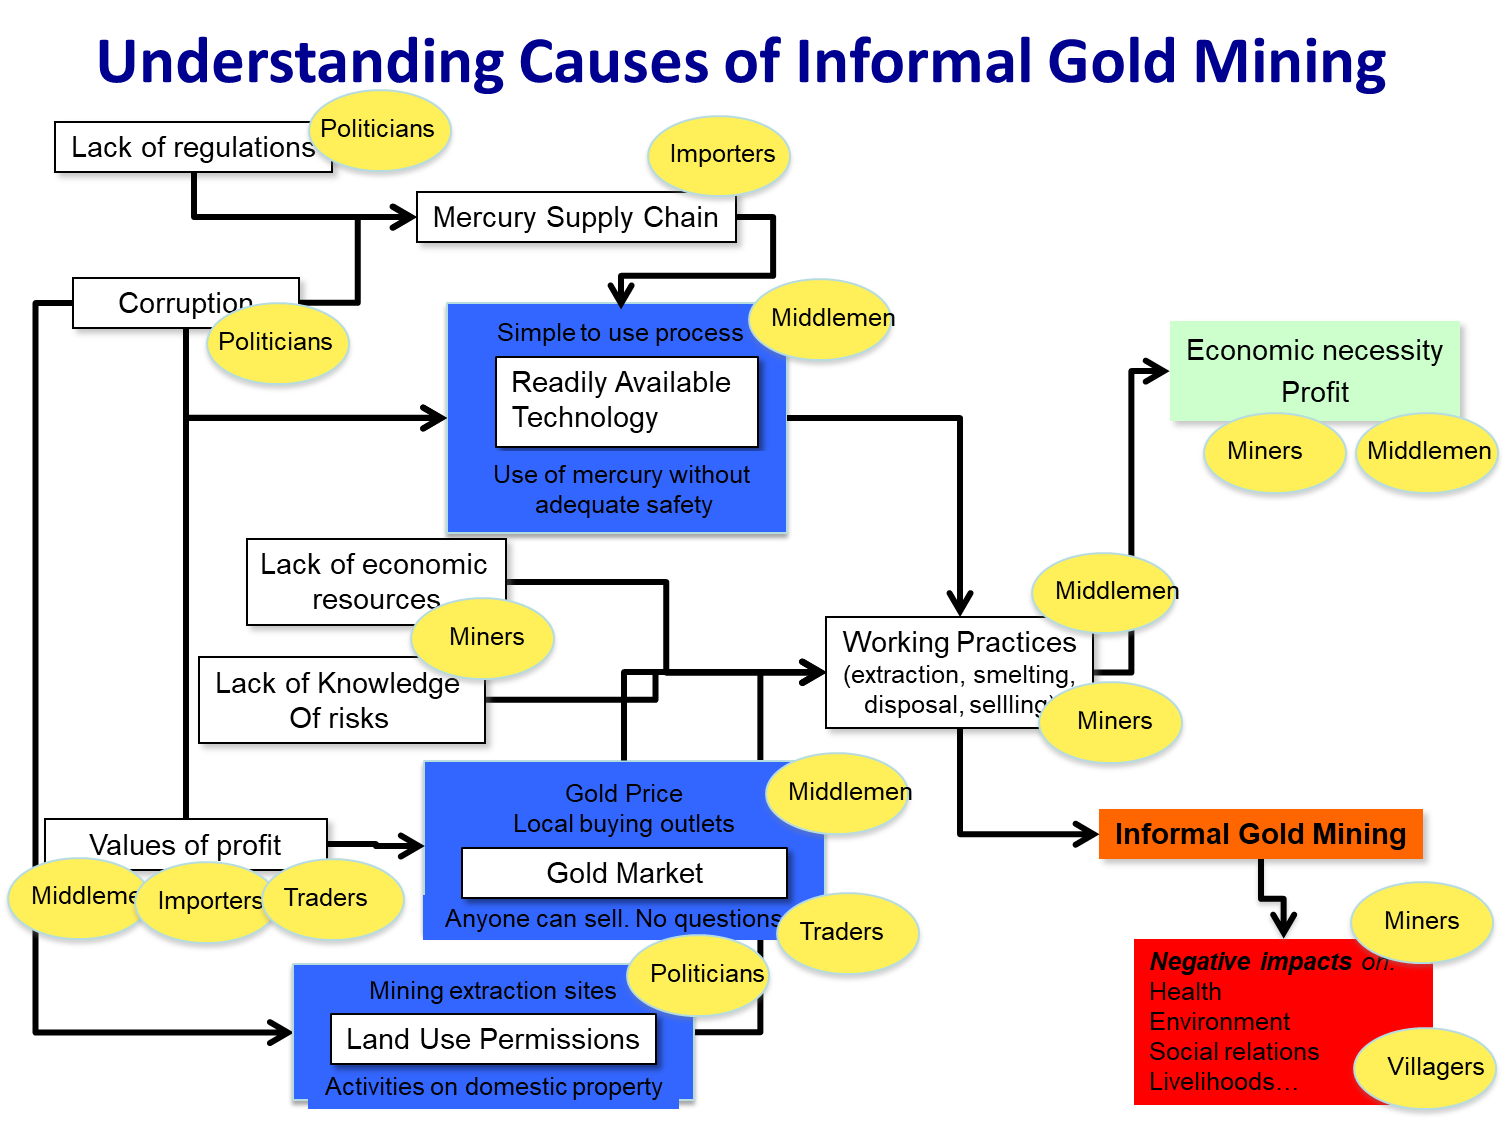 Understanding Causes of Informal Gold Mining
Politicians
Lack of regulations
Importers
Mercury Supply Chain
Corruption
Politicians
Middlemen
Simple to use process
Readily Available
Technology
Use of mercury without
adequate safety
Economic necessity
Profit
Miners
Middlemen
Lack of economic
resources
Miners
Lack of Knowledge
Of risks
Middlemen
Working Practices
(extraction, smelting,
disposal, sellling)
Miners
Gold Price
Local buying outlets
Middlemen
Gold Market
Anyone can sell. No questions
Traders
Values of profit
Middleme
Importers
Traders
Informal Gold Mining
Politicians
Mining extraction sites
Land Use Permissions
Activities on domestic property
Miners
Negative impacts on:
Health
Environment
Social relations
Livelihoods…
Villagers